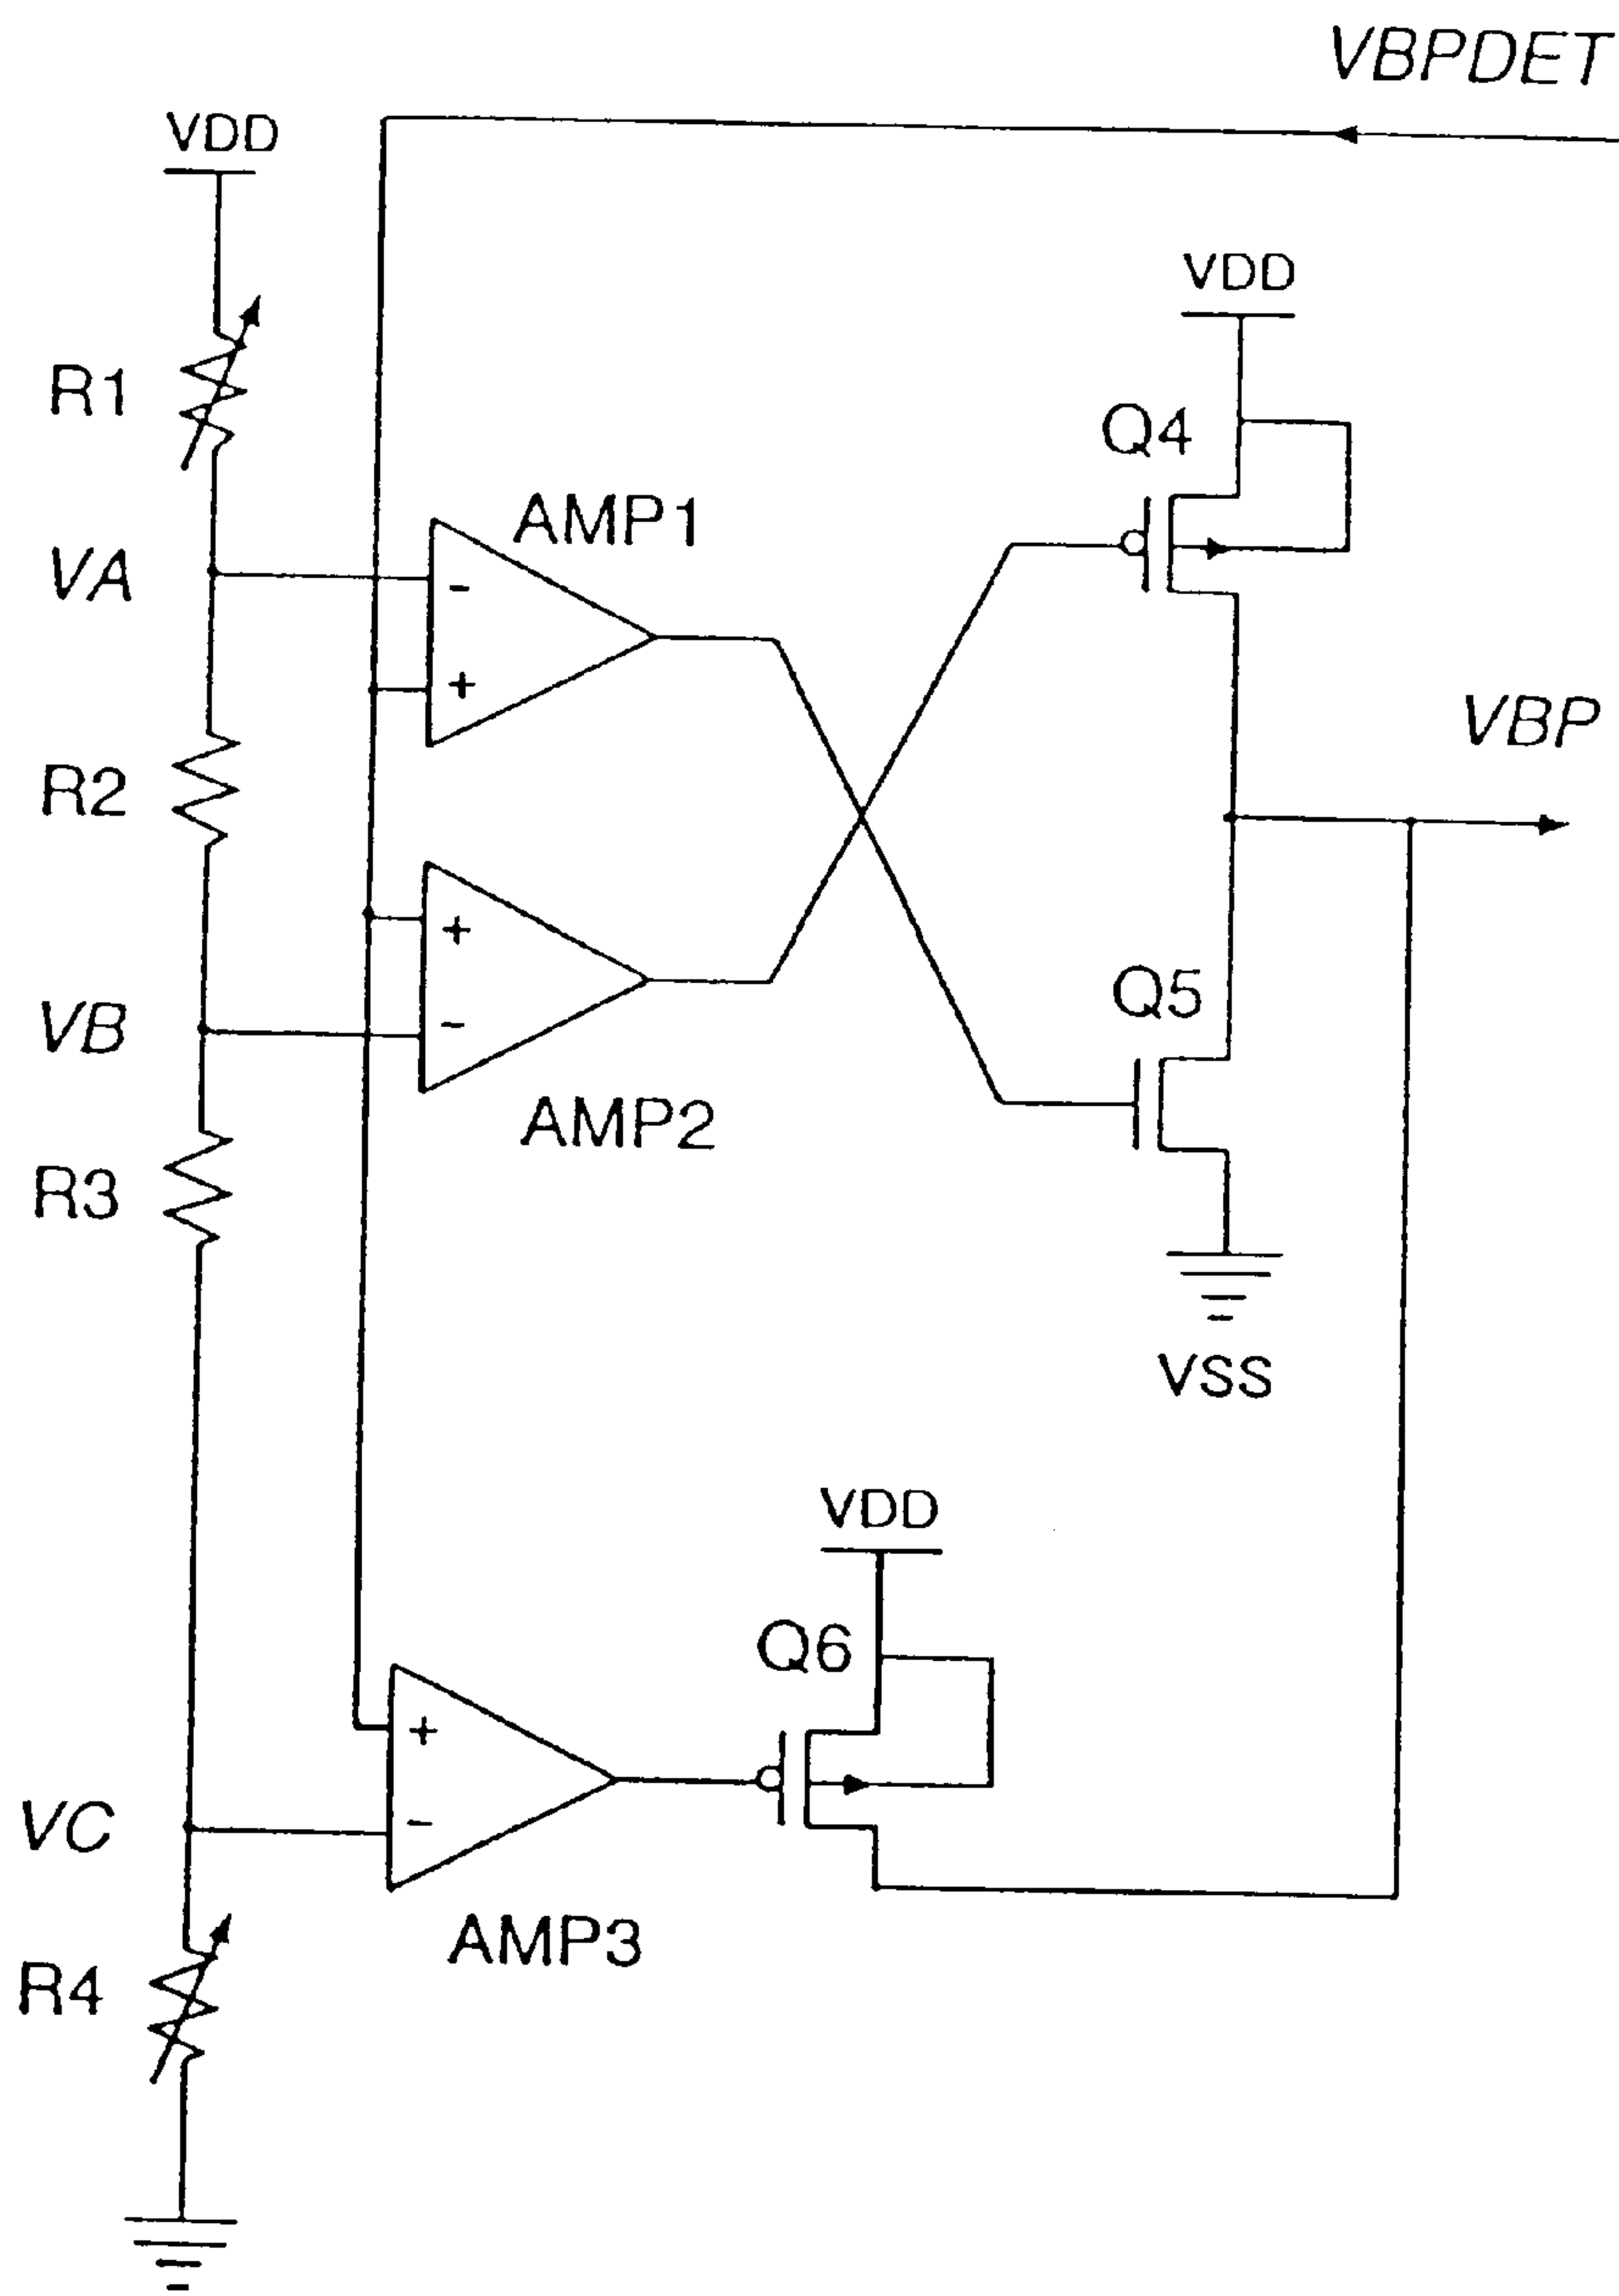 VBPDET
VDD
VDD
R1
Q4
AMP1
-
+
VA
VBP
R2
+
-
Q5
VB
AMP2
R3
VSS
VDD
Q6
+
-
VC
AMP3
R4